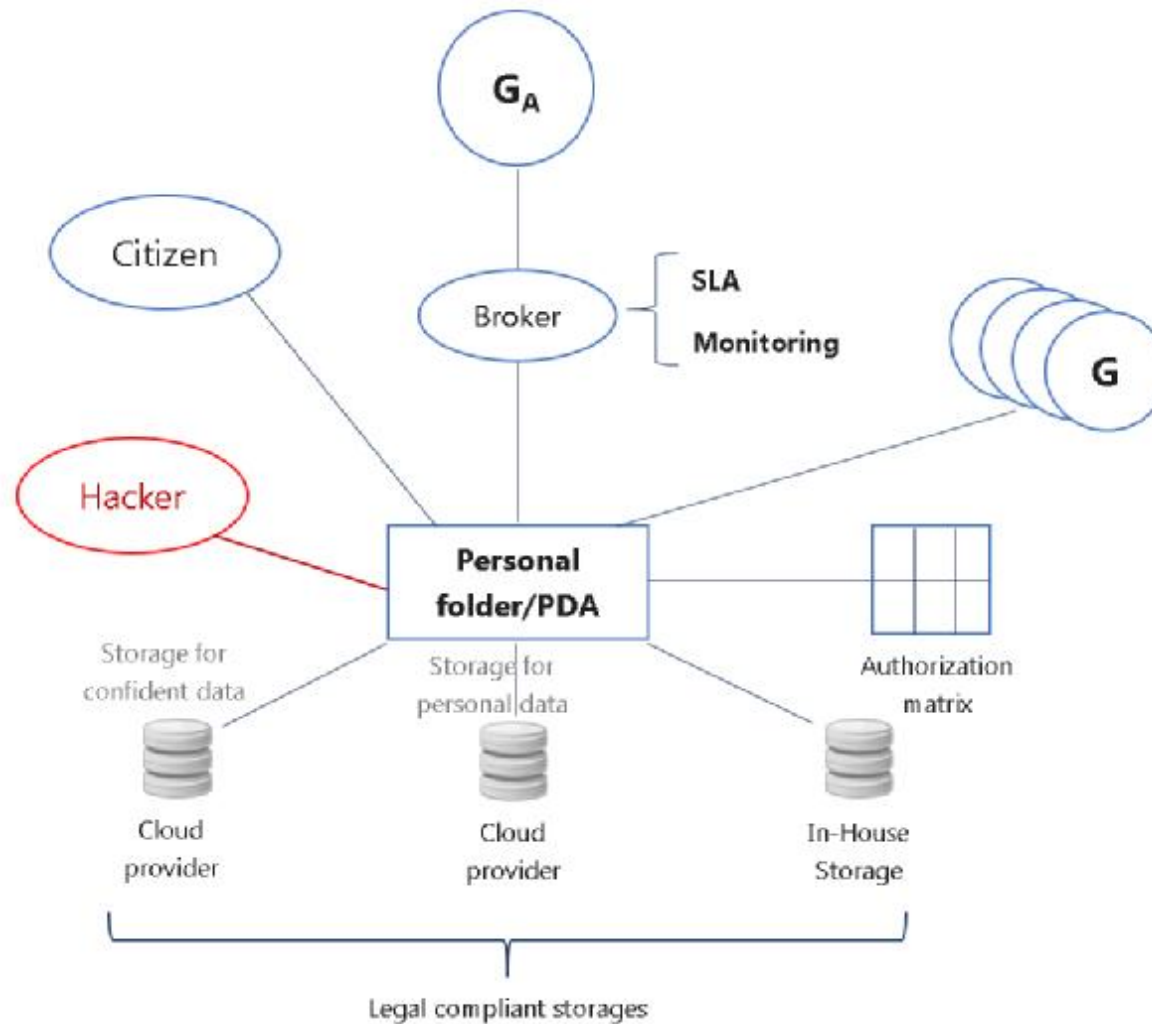 G_A
Citizen
Broker
SLA
Monitoring
G
Hacker
Personal
folder/PDA
Storage for
confident data
Storage for
personal data
Authorization
matrix
Cloud
provider
Cloud
provider
In-House
Storage
Legal compliant storages